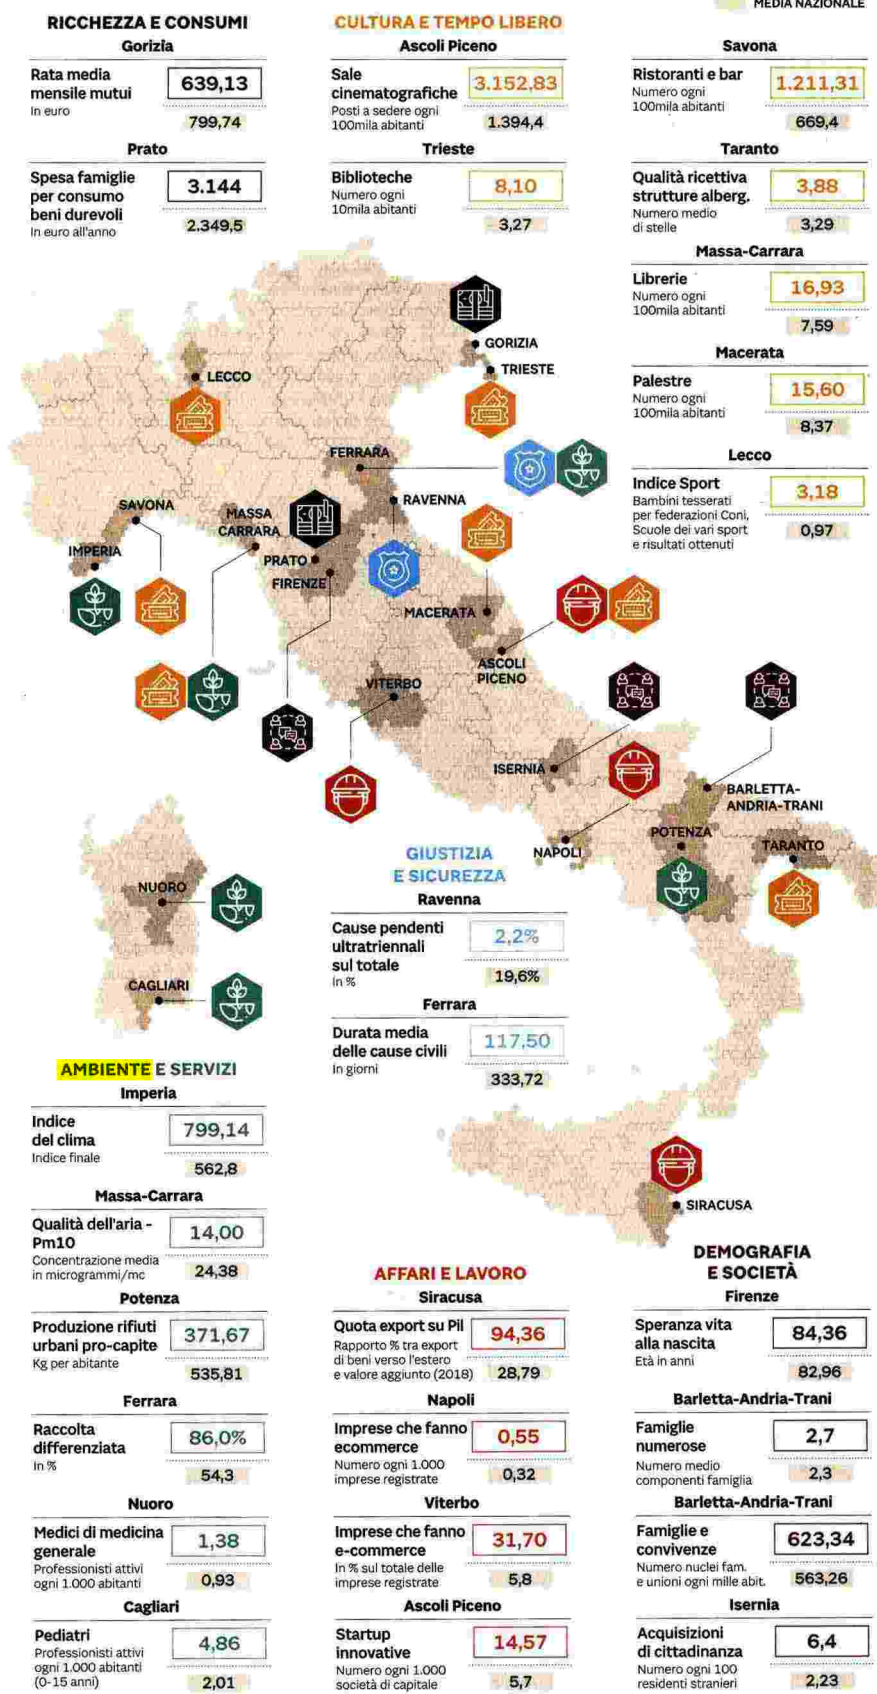 MEDIA NAZIONALE
RICCHEZZA E CONSUMI
Gorizia
Rata media
mensile mutui
In euro
639,13
799,74
Prato
Spesa famiglie
per consumo
beni durevoli
In euro all'anno
3.144
2.349,5
CULTURA E TEMPO LIBERO
Ascoli Piceno
Sale
cinematografiche
Posti a sedere ogni
100mila abitanti
3.152,83
1.394,4
Trieste
Biblioteche
Numero ogni
10mila abitanti
8,10
3,27
Savona
Ristoranti e bar
Numero ogni
100mila abitanti
1.211,31
669,4
Taranto
Qualità ricettiva
strutture alberg.
Numero medio
di stelle
3,88
3,29
Massa-Carrara
Librerie
Numero ogni
100mila abitanti
16,93
7,59
Macerata
Palestre
Numero ogni
100mila abitanti
15,60
8,37
Lecco
Indice Sport
Bambini tesserati
per federazioni Coni,
Scuole dei vari sport
e risultati ottenuti
3,18
0,97
GORIZIA
TRIESTE
LECCO
FERRARA
RAVENNA
SAVONA
MASSA
CARRARA
IMPERIA
PRATO
FIRENZE
MACERATA
ASCOLI
PICENO
VITERBO
ISERNIA
BARLETTA-
ANDRIA-TRANI
NAPOLI
POTENZA
TARANTO
NUORO
CAGLIARI
SIRACUSA
GIUSTIZIA
E SICUREZZA
Ravenna
Cause pendenti
ultratriennali
sul totale
In %
2,2%
19,6%
Ferrara
Durata media
delle cause civili
In giorni
117,50
333,72
AMBIENTE E SERVIZI
Imperia
Indice
del clima
Indice finale
799,14
562,8
Massa-Carrara
Qualità dell'aria -
Pm10
Concentrazione media
in microgrammi/mc
14,00
24,38
Potenza
Produzione rifiuti
urbani pro-capite
Kg per abitante
371,67
535,81
Ferrara
Raccolta
differenziata
In %
86,0%
54,3
Nuoro
Medici di medicina
generale
Professionisti attivi
ogni 1.000 abitanti
1,38
0,93
Cagliari
Pediatri
Professionisti attivi
ogni 1.000 abitanti
(0-15 anni)
4,86
2,01
AFFARI E LAVORO
Siracusa
Quota export su Pil
Rapporto % tra export
di beni verso l'estero
e valore aggiunto (2018)
94,36
28,79
Napoli
Imprese che fanno
ecommerce
Numero ogni 1.000
imprese registrate
0,55
0,32
Viterbo
Imprese che fanno
e-commerce
In % sul totale delle
imprese registrate
31,70
5,8
Ascoli Piceno
Startup
innovative
Numero ogni 1.000
società di capitale
14,57
5,7
DEMOGRAFIA
E SOCIETÀ
Firenze
Speranza vita
alla nascita
Età in anni
84,36
82,96
Barletta-Andria-Trani
Famiglie
numerose
Numero medio
componenti famiglia
2,7
2,3
Barletta-Andria-Trani
Famiglie e
convivenze
Numero nuclei fam.
e unioni ogni mille abit.
623,34
563,26
Isernia
Acquisizioni
di cittadinanza
Numero ogni 100
residenti stranieri
6,4
2,23